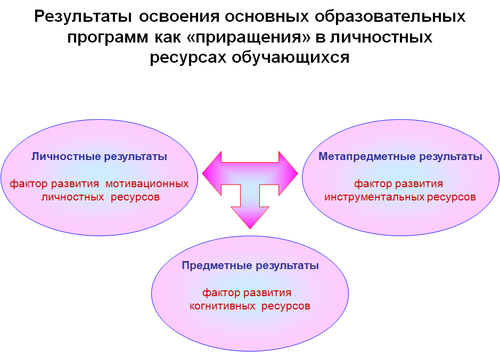 Результаты освоения основных образовательных
программ как «приращения» в личностных
ресурсах обучающихся
Личностные результаты
фактор развития мотивационных
личностных ресурсов
Метапредметные результаты
фактор развития
инструментальных ресурсов
Предметные результаты
фактор развития
когнитивных ресурсов